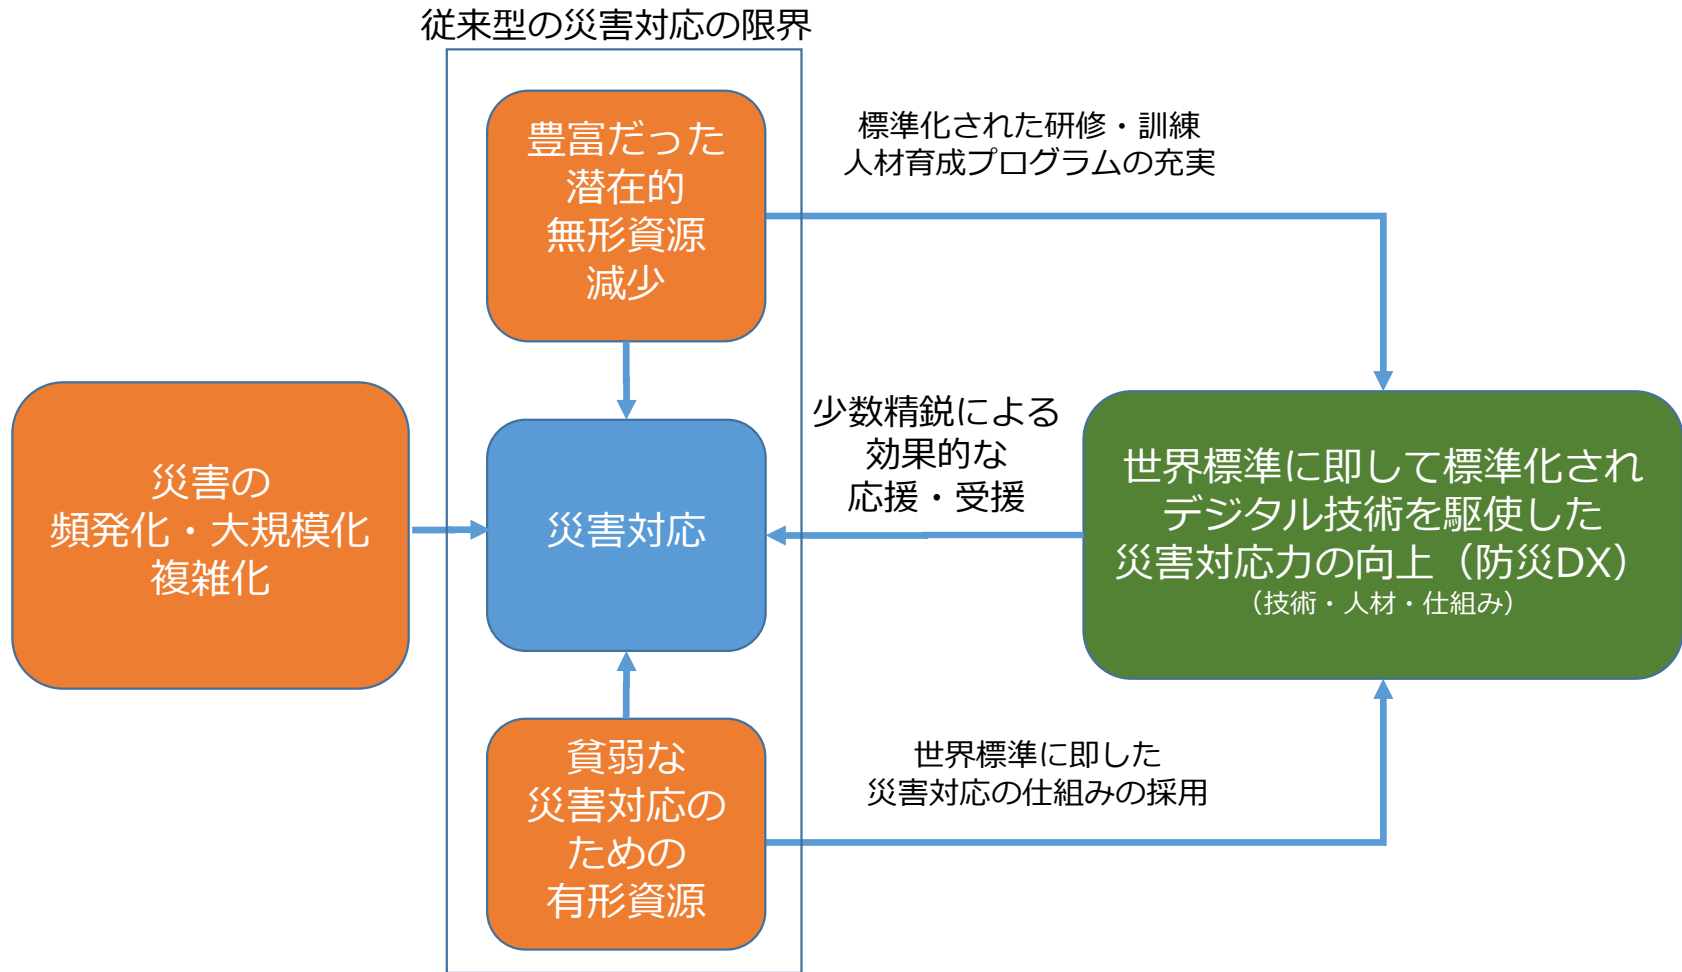 従来型の災害対応の限界
豊富だった
潜在的
無形資源
減少
標準化された研修・訓練
人材育成プログラムの充実
災害の
頻発化・大規模化
複雑化
災害対応
少数精鋭による
効果的な
応援・受援
世界標準に即して標準化され
デジタル技術を駆使した
災害対応力の向上（防災DX）
（技術・人材・仕組み）
貧弱な
災害対応の
ための
有形資源
世界標準に即した
災害対応の仕組みの採用